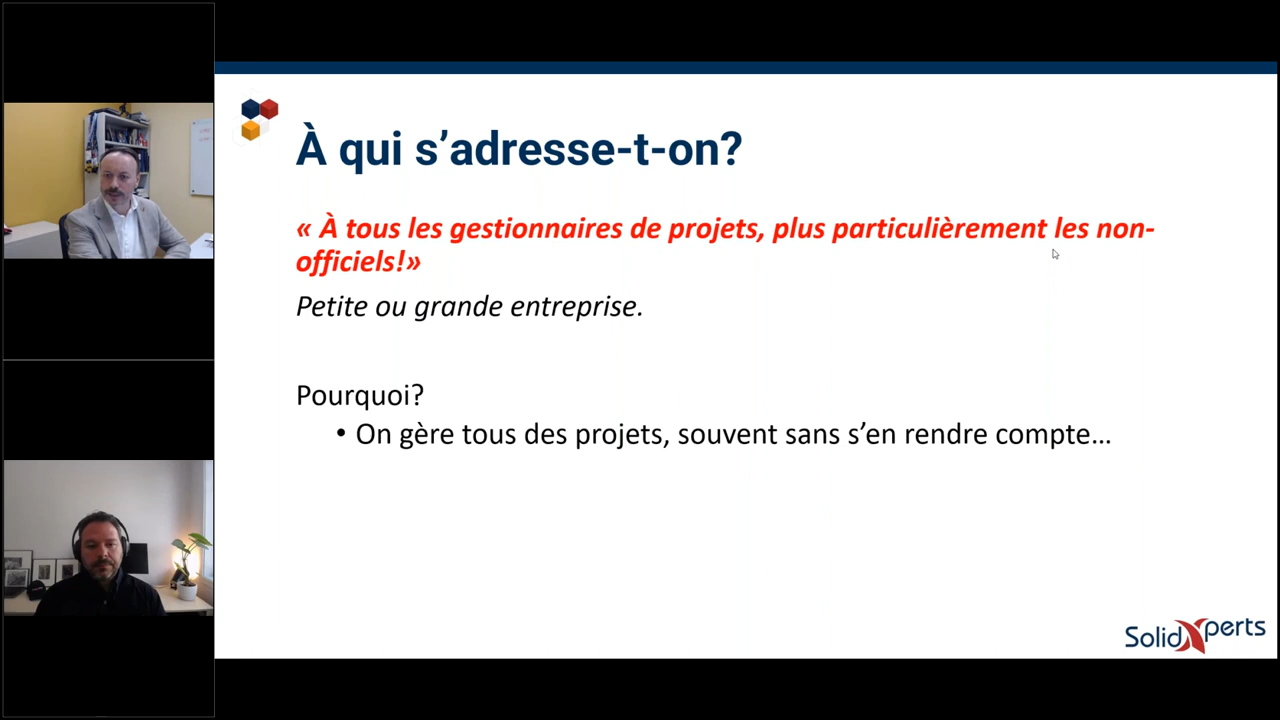 À qui s’adresse-t-on?
« À tous les gestionnaires de projets, plus particulièrement les non-
officiels!»
Petite ou grande entreprise.
Pourquoi?
• On gère tous des projets, souvent sans s’en rendre compte…
SolidXperts